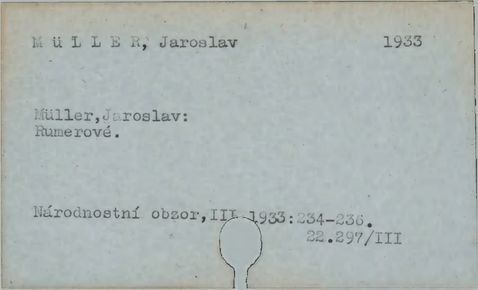 M ü L L E R, Jaroslav 1933
Müller,Jaroslav:
Rumerové.
Národnostní obzor,III 1933:234-236.
22.297/III